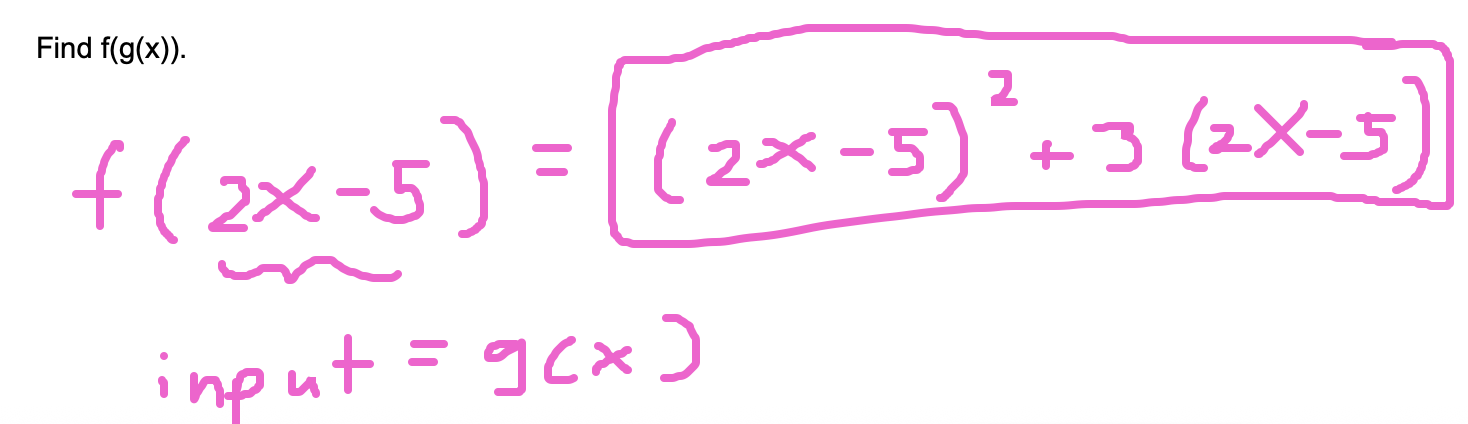 Find f(g(x)).
f(2x-5) = (2x-5)² + 3(2x-5)
input = g(x)